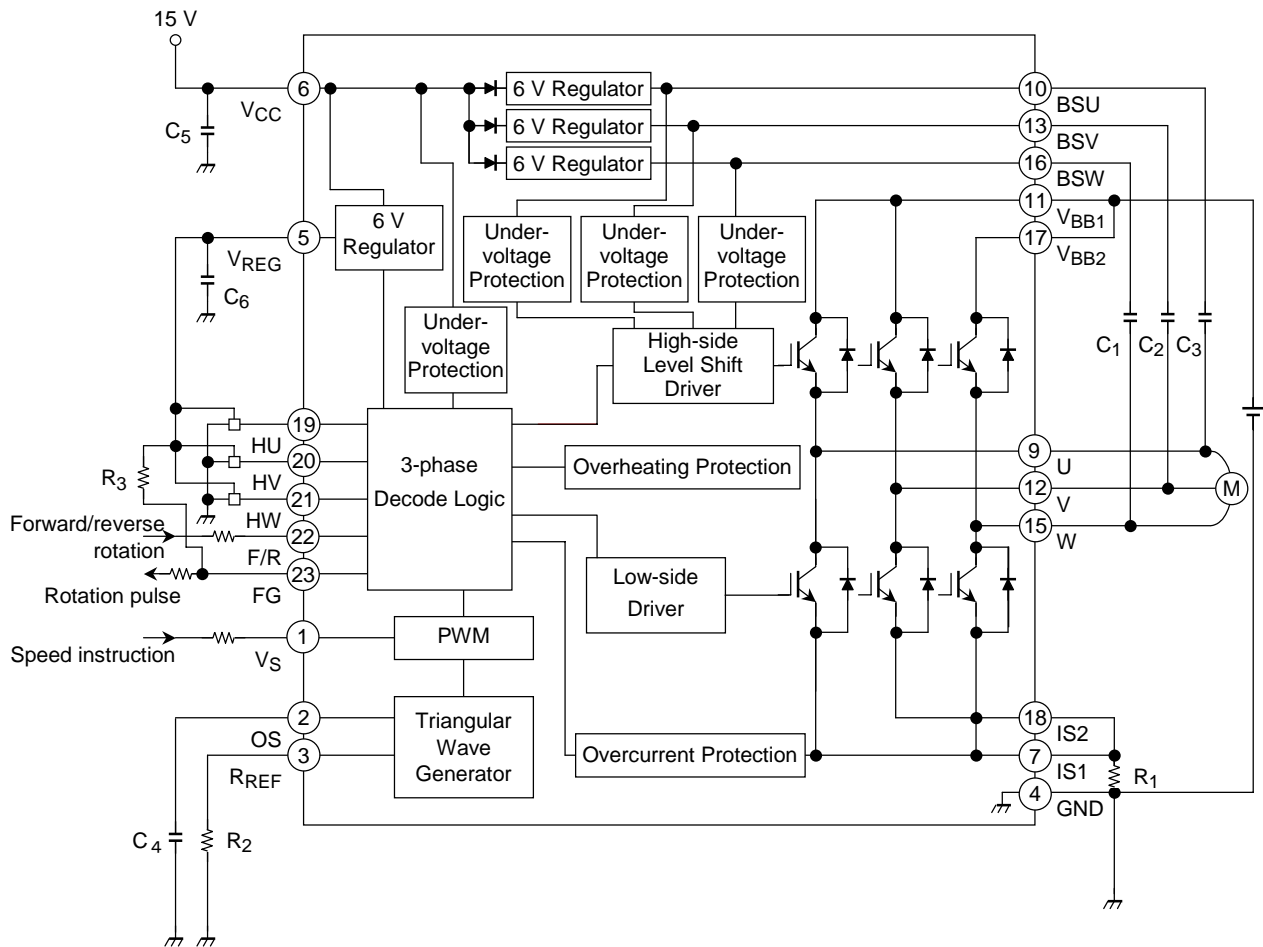 15 V
6
VCC
C5
6 V Regulator
6 V Regulator
6 V Regulator
10
BSU
13
BSV
16
BSW
11
VBB1
17
VBB2
5
VREG
C6
6 V
Regulator
Under-
voltage
Protection
Under-
voltage
Protection
Under-
voltage
Protection
Under-
voltage
Protection
High-side
Level Shift
Driver
C1
C2
C3
19
HU
20
HV
21
HW
22
F/R
23
FG
R3
Forward/reverse
rotation
Rotation pulse
3-phase
Decode Logic
Overheating Protection
9
U
12
V
15
W
M
Low-side
Driver
Speed instruction
1
VS
PWM
2
OS
3
RREF
Triangular
Wave
Generator
Overcurrent Protection
18
IS2
7
IS1
4
GND
R1
C4
R2